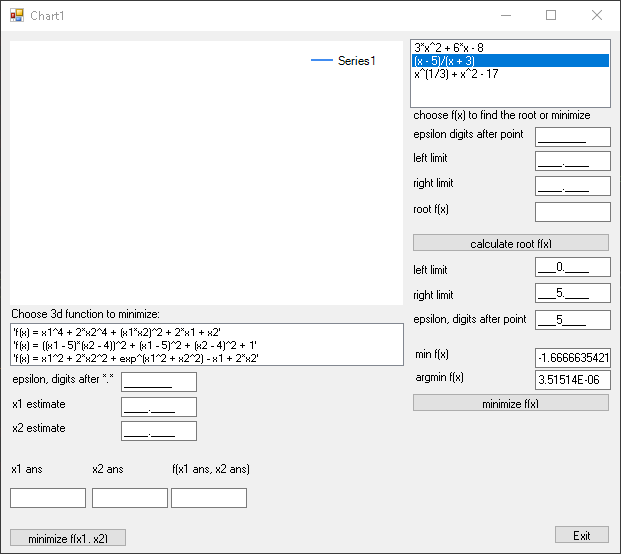 Chart1
Series1
3*x^2 + 6*x - 8
(x - 5)/(x + 3)
x^(1/3) + x^2 - 17
choose f(x) to find the root or minimize
epsilon digits after point ________
left limit ____.____
right limit ____.____
root f(x)
calculate root f(x)
left limit ___0.____
right limit ___5.____
epsilon, digits after point ___5____
min f(x) -1.6666635421
argmin f(x) 3.51514E-06
minimize f(x)
Choose 3d function to minimize:
'f(x) = x1^4 + 2*x2^4 + (x1*x2)^2 + 2*x1 + x2'
'f(x) = ((x1 - 5)*(x2 - 4))^2 + (x1 - 5)^2 + (x2 - 4)^2 + 1'
'f(x) = x1^2 + 2*x2^2 + exp^(x1^2 + x2^2) - x1 + 2*x2'
epsilon, digits after "." ________
x1 estimate ____.____
x2 estimate ____.____
x1 ans x2 ans f(x1 ans, x2 ans)
minimize f(x1, x2)
Exit